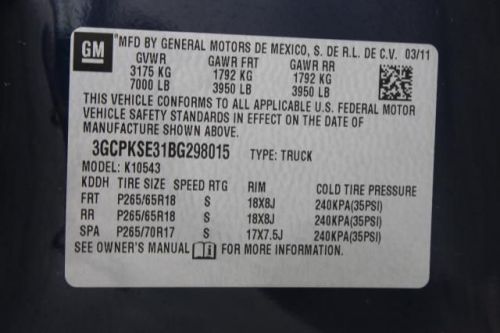 GM MFD BY GENERAL MOTORS DE MEXICO, S. DE R.L. DE C.V. 03/11
GVWR GAWR FRT GAWR RR
3175 KG 1792 KG 1792 KG
7000 LB 3950 LB 3950 LB
THIS VEHICLE CONFORMS TO ALL APPLICABLE U.S. FEDERAL MOTOR
VEHICLE SAFETY STANDARDS IN EFFECT ON THE DATE OF
MANUFACTURE SHOWN ABOVE.
3GCPKSE31BG298015 TYPE: TRUCK
MODEL: K10543
KDDH TIRE SIZE SPEED RTG RIM COLD TIRE PRESSURE
FRT P265/65R18 S 18X8J 240KPA(35PSI)
RR P265/65R18 S 18X8J 240KPA(35PSI)
SPA P265/70R17 S 17X7.5J 240KPA(35PSI)
SEE OWNER'S MANUAL i FOR MORE INFORMATION.